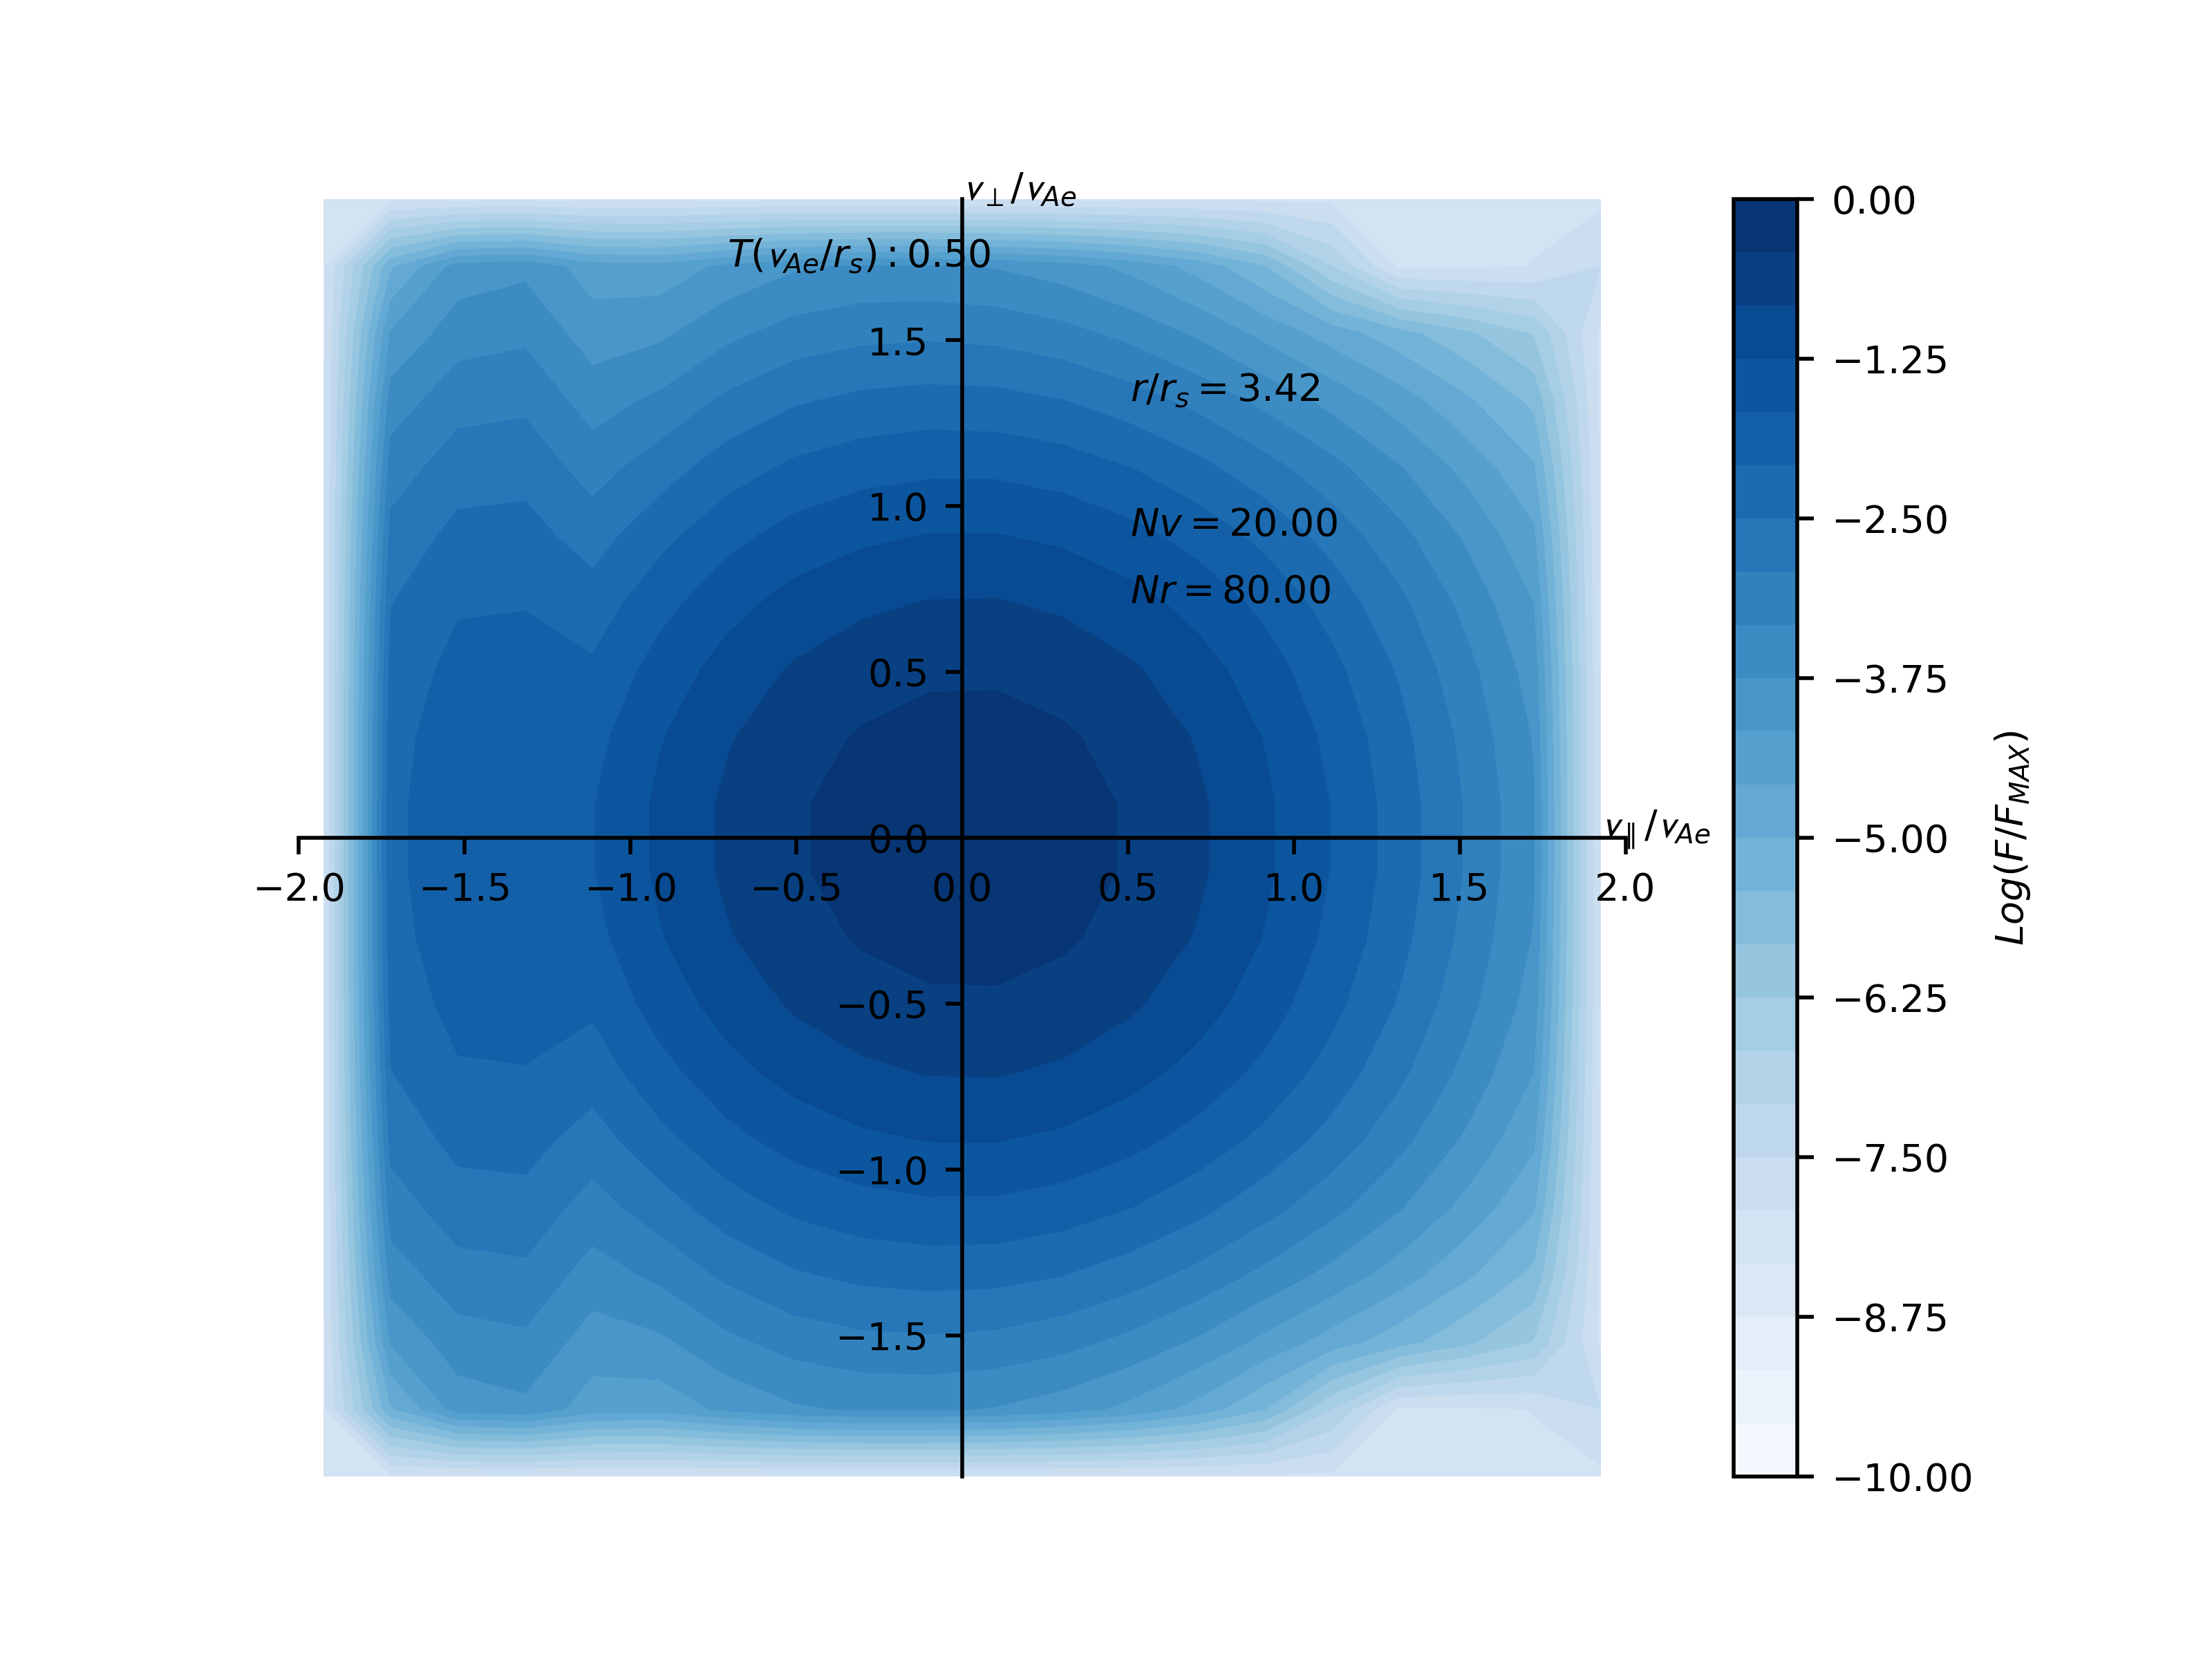 v⊥/vAe
T(vAe/rs) : 0.50
1.5
r/rs = 3.42
1.0
Nv = 20.00
Nr = 80.00
0.5
0.0
v∥/vAe
−2.0 −1.5 −1.0 −0.5 0.0 0.5 1.0 1.5 2.0
−0.5
−1.0
−1.5
0.00
−1.25
−2.50
−3.75
−5.00
−6.25
−7.50
−8.75
−10.00
Log(F/FMAX)